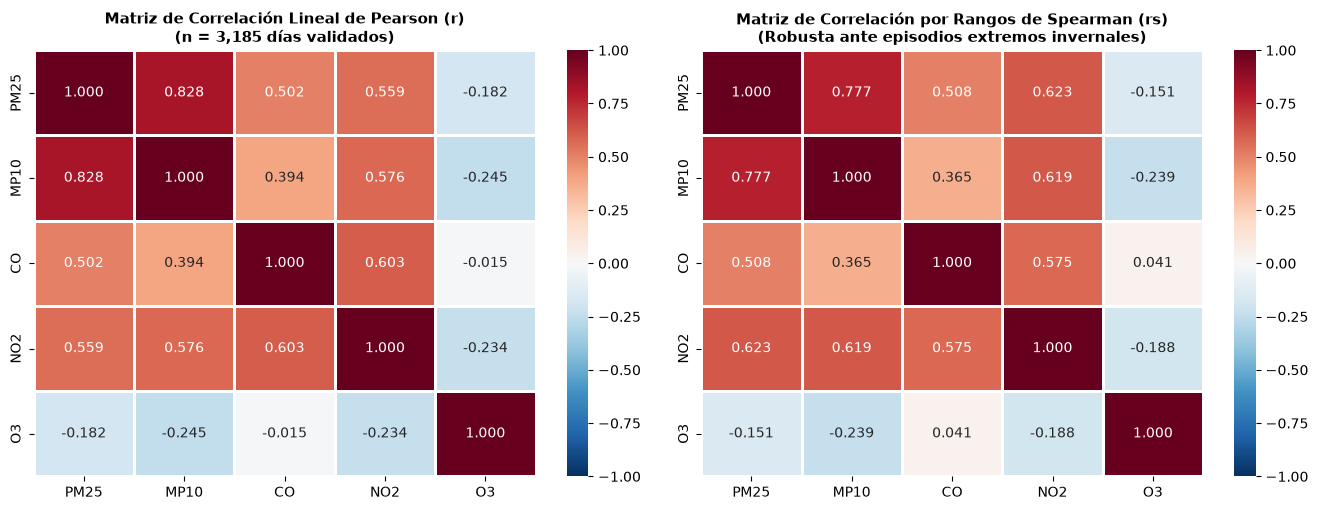 Matriz de Correlación Lineal de Pearson (r)
(n = 3,185 días validados)
PM25 1.000 0.828 0.502 0.559 -0.182
MP10 0.828 1.000 0.394 0.576 -0.245
CO 0.502 0.394 1.000 0.603 -0.015
NO2 0.559 0.576 0.603 1.000 -0.234
O3 -0.182 -0.245 -0.015 -0.234 1.000
PM25 MP10 CO NO2 O3
1.00
0.75
0.50
0.25
0.00
−0.25
−0.50
−0.75
−1.00
Matriz de Correlación por Rangos de Spearman (rs)
(Robusta ante episodios extremos invernales)
PM25 1.000 0.777 0.508 0.623 -0.151
MP10 0.777 1.000 0.365 0.619 -0.239
CO 0.508 0.365 1.000 0.575 0.041
NO2 0.623 0.619 0.575 1.000 -0.188
O3 -0.151 -0.239 0.041 -0.188 1.000
PM25 MP10 CO NO2 O3
1.00
0.75
0.50
0.25
0.00
−0.25
−0.50
−0.75
−1.00